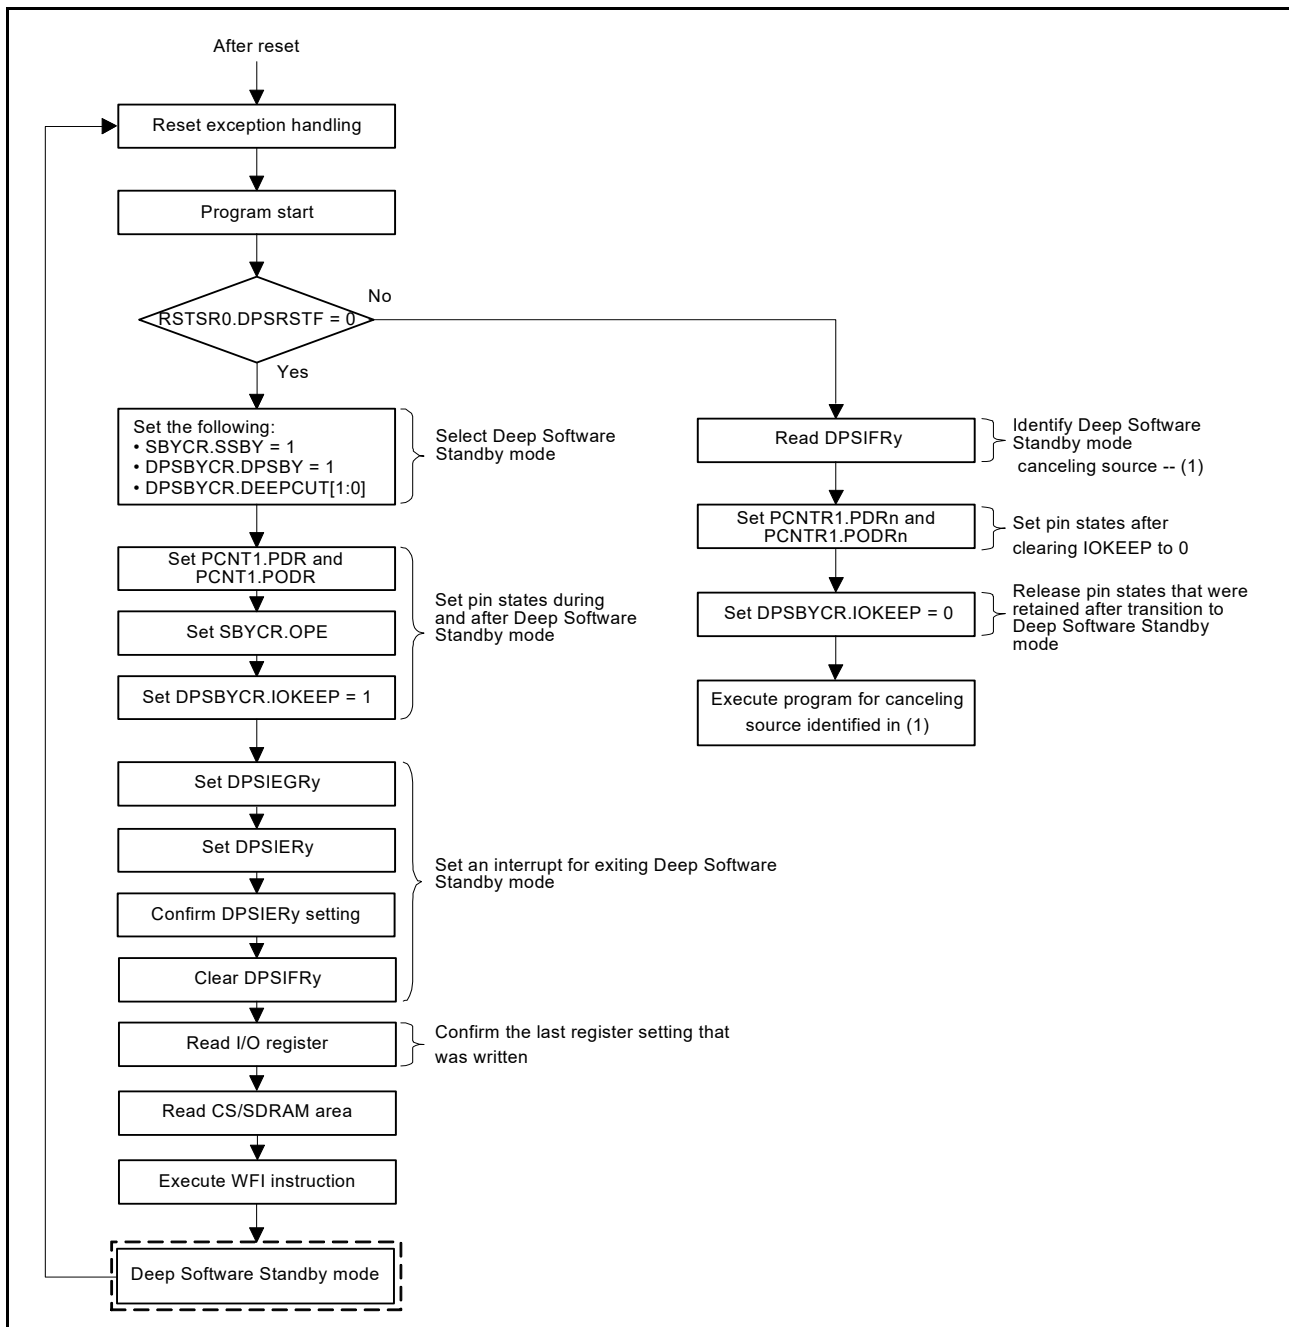 After reset
Reset exception handling
Program start
RSTSR0.DPSRSTF = 0
No
Yes
Set the following:
• SBYCR.SSBY = 1
• DPSBYCR.DPSBY = 1
• DPSBYCR.DEEPCUT[1:0]
Select Deep Software
Standby mode
Set PCNT1.PDR and
PCNT1.PODR
Set SBYCR.OPE
Set DPSBYCR.IOKEEP = 1
Set pin states during
and after Deep Software
Standby mode
Set DPSIEGRy
Set DPSIERy
Confirm DPSIERy setting
Clear DPSIFRy
Set an interrupt for exiting Deep Software
Standby mode
Read I/O register
Confirm the last register setting that
was written
Read CS/SDRAM area
Execute WFI instruction
Deep Software Standby mode
Read DPSIFRy
Identify Deep Software
Standby mode
canceling source -- (1)
Set PCNTR1.PDRn and
PCNTR1.PODRn
Set pin states after
clearing IOKEEP to 0
Set DPSBYCR.IOKEEP = 0
Release pin states that were
retained after transition to
Deep Software Standby
mode
Execute program for canceling
source identified in (1)